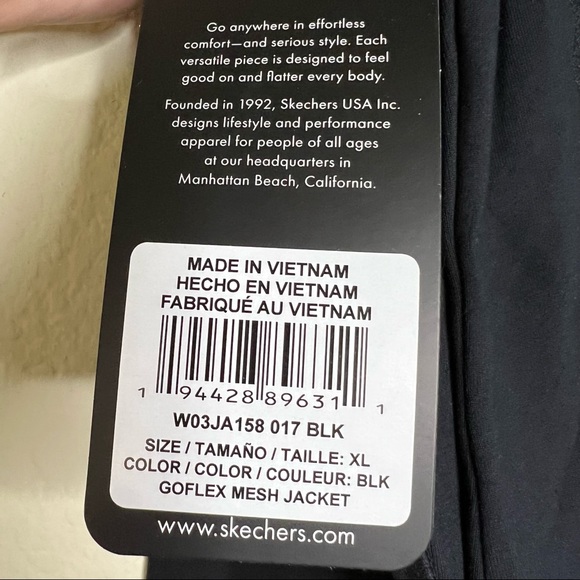 Go anywhere in effortless
comfort—and serious style. Each
versatile piece is designed to feel
good on and flatter every body.
Founded in 1992, Skechers USA Inc.
designs lifestyle and performance
apparel for people of all ages
at our headquarters in
Manhattan Beach, California.
MADE IN VIETNAM
HECHO EN VIETNAM
FABRIQUÉ AU VIETNAM
1 94428 89631 1
W03JA158 017 BLK
SIZE / TAMAÑO / TAILLE: XL
COLOR / COLOR / COULEUR: BLK
GOFLEX MESH JACKET
www.skechers.com